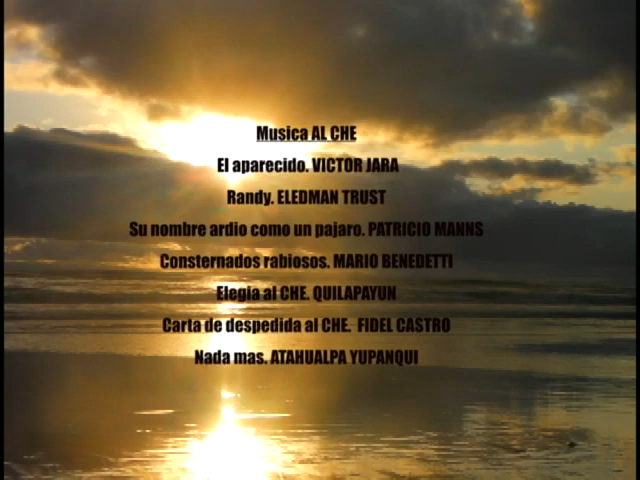 Musica AL CHE
El aparecido. VICTOR JARA
Randy. ELEDMAN TRUST
Su nombre ardio como un pajaro. PATRICIO MANNS
Consternados rabiosos. MARIO BENEDETTI
Elegia al CHE. QUILAPAYUN
Carta de despedida al CHE. FIDEL CASTRO
Nada mas. ATAHUALPA YUPANQUI